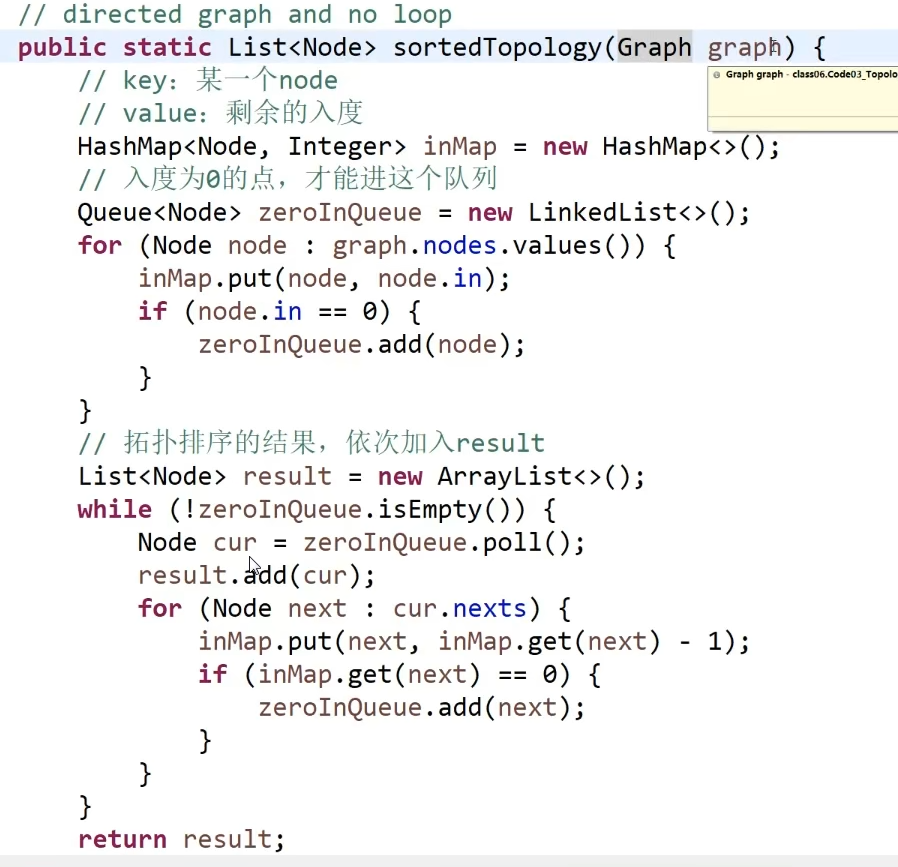 // directed graph and no loop
public static List<Node> sortedTopology(Graph graph) {
Graph graph - class06.Code03_Topolo
// key：某一个node
// value：剩余的入度
HashMap<Node, Integer> inMap = new HashMap<>();
// 入度为0的点，才能进这个队列
Queue<Node> zeroInQueue = new LinkedList<>();
for (Node node : graph.nodes.values()) {
inMap.put(node, node.in);
if (node.in == 0) {
zeroInQueue.add(node);
}
}
// 拓扑排序的结果，依次加入result
List<Node> result = new ArrayList<>();
while (!zeroInQueue.isEmpty()) {
Node cur = zeroInQueue.poll();
result.add(cur);
for (Node next : cur.nexts) {
inMap.put(next, inMap.get(next) - 1);
if (inMap.get(next) == 0) {
zeroInQueue.add(next);
}
}
}
return result;